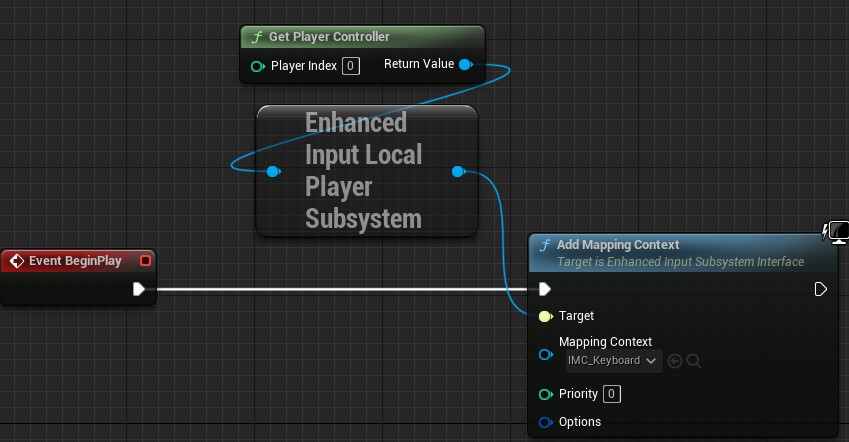 f Get Player Controller
Player Index 0 Return Value
Enhanced
Input Local
Player
Subsystem
Event BeginPlay
f Add Mapping Context
Target is Enhanced Input Subsystem Interface
Target
Mapping Context
IMC_Keyboard
Priority 0
Options